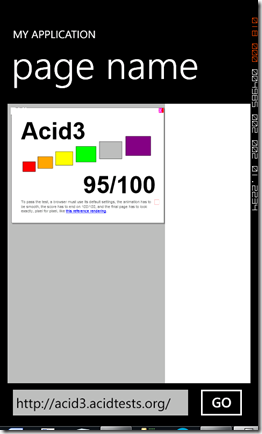 MY APPLICATION
page name
Acid3
95/100
To pass the test, a browser must use its default settings, the animation has to
be smooth, the score has to end on 100/100, and the final page has to look
exactly, pixel for pixel, like this reference rendering.
http://acid3.acidtests.org/
GO